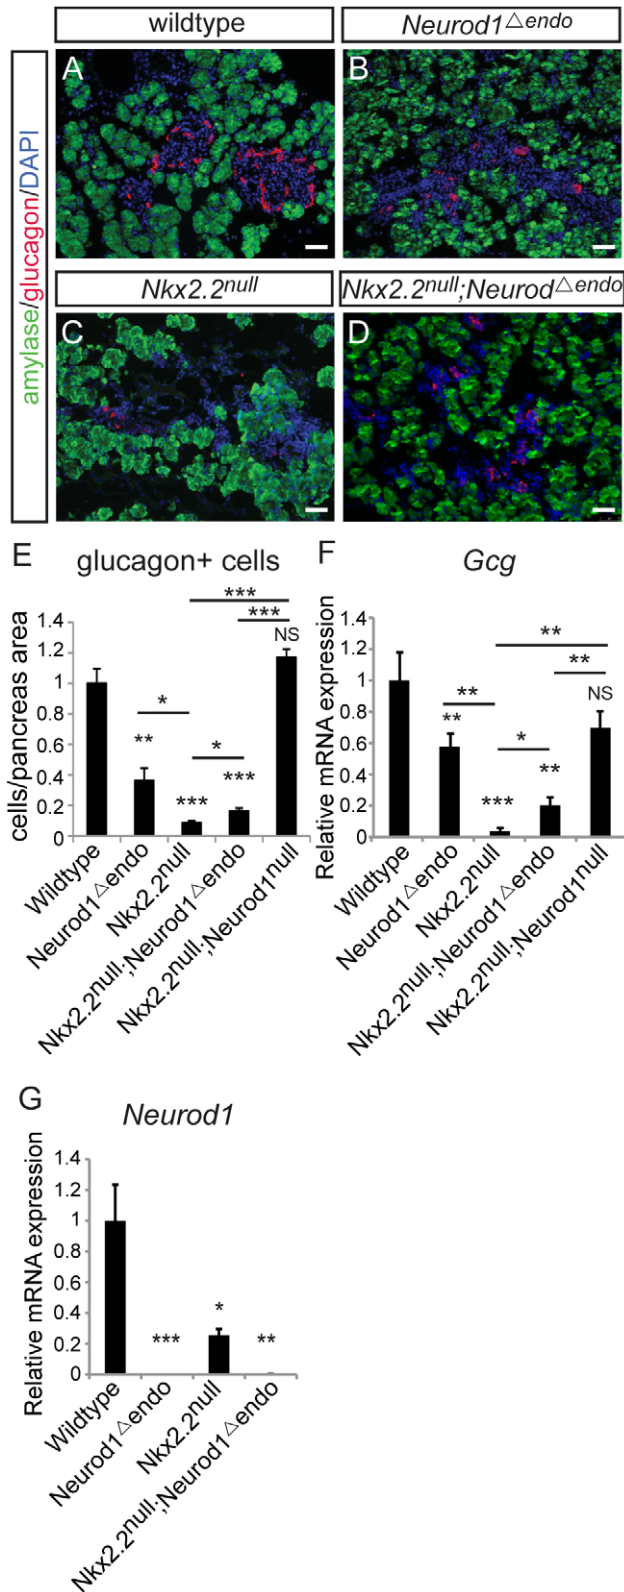 wildtype
Neurod1△endo
amylase/glucagon/DAPI
A
B
Nkx2.2null
Nkx2.2null;Neurod△endo
C
D
E
glucagon+ cells
cells/pancreas area
1.4
1.2
1
0.8
0.6
0.4
0.2
0
**
*
***
*
***
***
***
NS
Wildtype
Neurod1△endo
Nkx2.2null
Nkx2.2null;Neurod1△endo
Nkx2.2null;Neurod1null
F
Gcg
Relative mRNA expression
1.4
1.2
1
0.8
0.6
0.4
0.2
0
**
**
***
*
**
**
**
NS
Wildtype
Neurod1△endo
Nkx2.2null
Nkx2.2null;Neurod1△endo
Nkx2.2null;Neurod1null
G
Neurod1
Relative mRNA expression
1.4
1.2
1
0.8
0.6
0.4
0.2
0
***
*
**
Wildtype
Neurod1△endo
Nkx2.2null
Nkx2.2null;Neurod1△endo